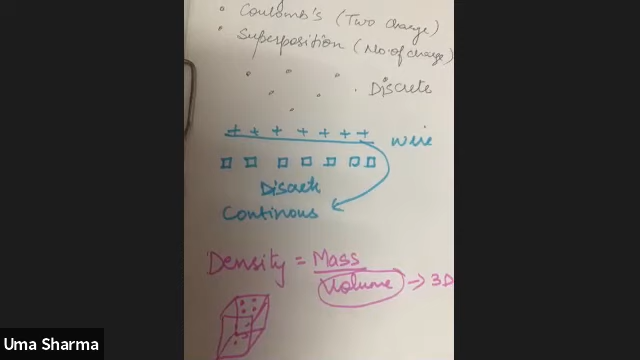 • Coulomb's (Two charge)
• Superposition (No of charge)
Discrete
+ + + + + + +
wire
Discrete
Continous
Density = Mass
Volume → 3D
Uma Sharma